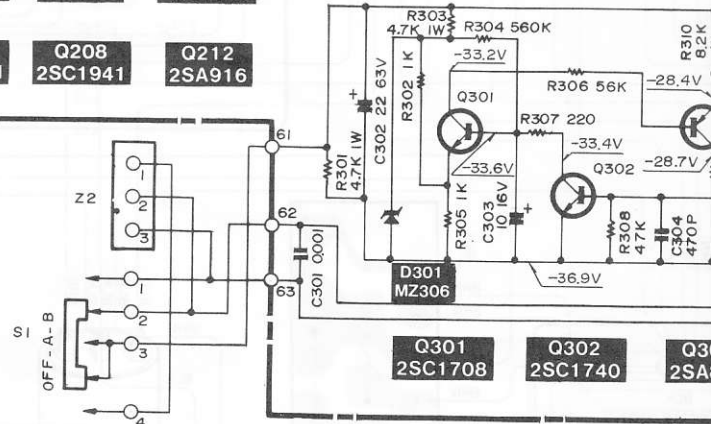 Q208
2SC1941
Q212
2SA916
R303
4.7K 1W
R304 560K
R310
8.2K
-33.2V
R302 1K
R306 56K
-28.4V
C302 22 63V
+
Q301
61
R301
4.7K 1W
R307 220
-33.4V
-33.6V
Q302
-28.7V
1
Z2
2
3
62
C301 0.001
63
R305 1K
C303
10 16V
+
R308
47K
C304
470P
D301
MZ306
-36.9V
1
2
3
4
S1
OFF-A-B
Q301
2SC1708
Q302
2SC1740
Q30
2SA